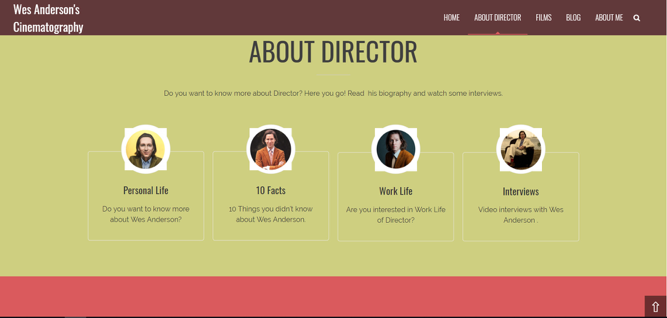 Wes Anderson's
Cinematography
HOME ABOUT DIRECTOR FILMS BLOG ABOUT ME
ABOUT DIRECTOR
Do you want to know more about Director? Here you go! Read his biography and watch some interviews.
Personal Life
Do you want to know more
about Wes Anderson?
10 Facts
10 Things you didn't know
about Wes Anderson.
Work Life
Are you interested in Work Life
of Director?
Interviews
Video interviews with Wes
Anderson .